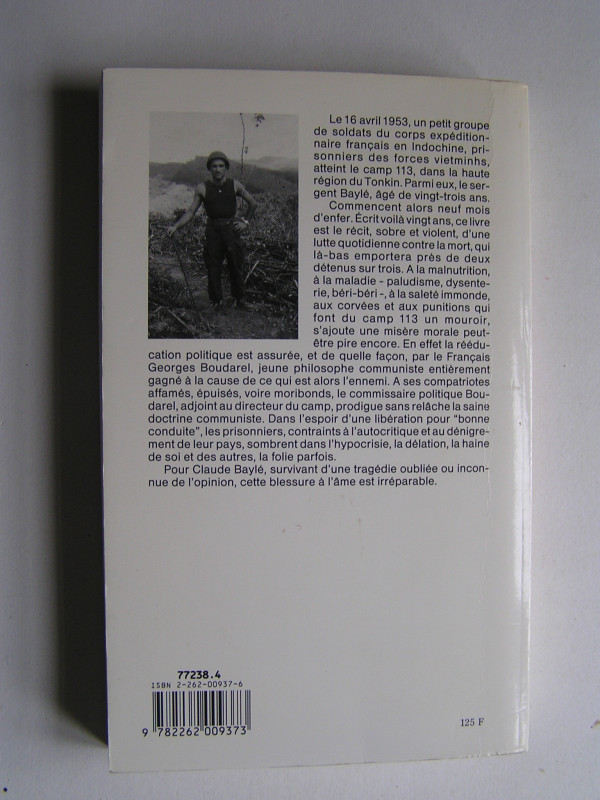 Le 16 avril 1953, un petit groupe
de soldats du corps expédition-
naire français en Indochine, pri-
sonniers des forces vietminhs,
atteint le camp 113, dans la haute
région du Tonkin. Parmi eux, le ser-
gent Baylé, âgé de vingt-trois ans.
Commencent alors neuf mois
d'enfer. Écrit voilà vingt ans, ce livre
est le récit, sobre et violent, d'une
lutte quotidienne contre la mort, qui
là-bas emportera près de deux
détenus sur trois. A la malnutrition,
à la maladie - paludisme, dysente-
rie, béri-béri -, à la saleté immonde,
aux corvées et aux punitions qui
font du camp 113 un mouroir,
s'ajoute une misère morale peut-
être pire encore. En effet la réédu-
cation politique est assurée, et de quelle façon, par le Français
Georges Boudarel, jeune philosophe communiste entièrement
gagné à la cause de ce qui est alors l'ennemi. A ses compatriotes
affamés, épuisés, voire moribonds, le commissaire politique Bou-
darel, adjoint au directeur du camp, prodigue sans relâche la saine
doctrine communiste. Dans l'espoir d'une libération pour "bonne
conduite", les prisonniers, contraints à l'autocritique et au dénigre-
ment de leur pays, sombrent dans l'hypocrisie, la délation, la haine
de soi et des autres, la folie parfois.
Pour Claude Baylé, survivant d'une tragédie oubliée ou incon-
nue de l'opinion, cette blessure à l'âme est irréparable.
77238.4
ISBN 2-262-00937-6
9 782262 009373
125 F